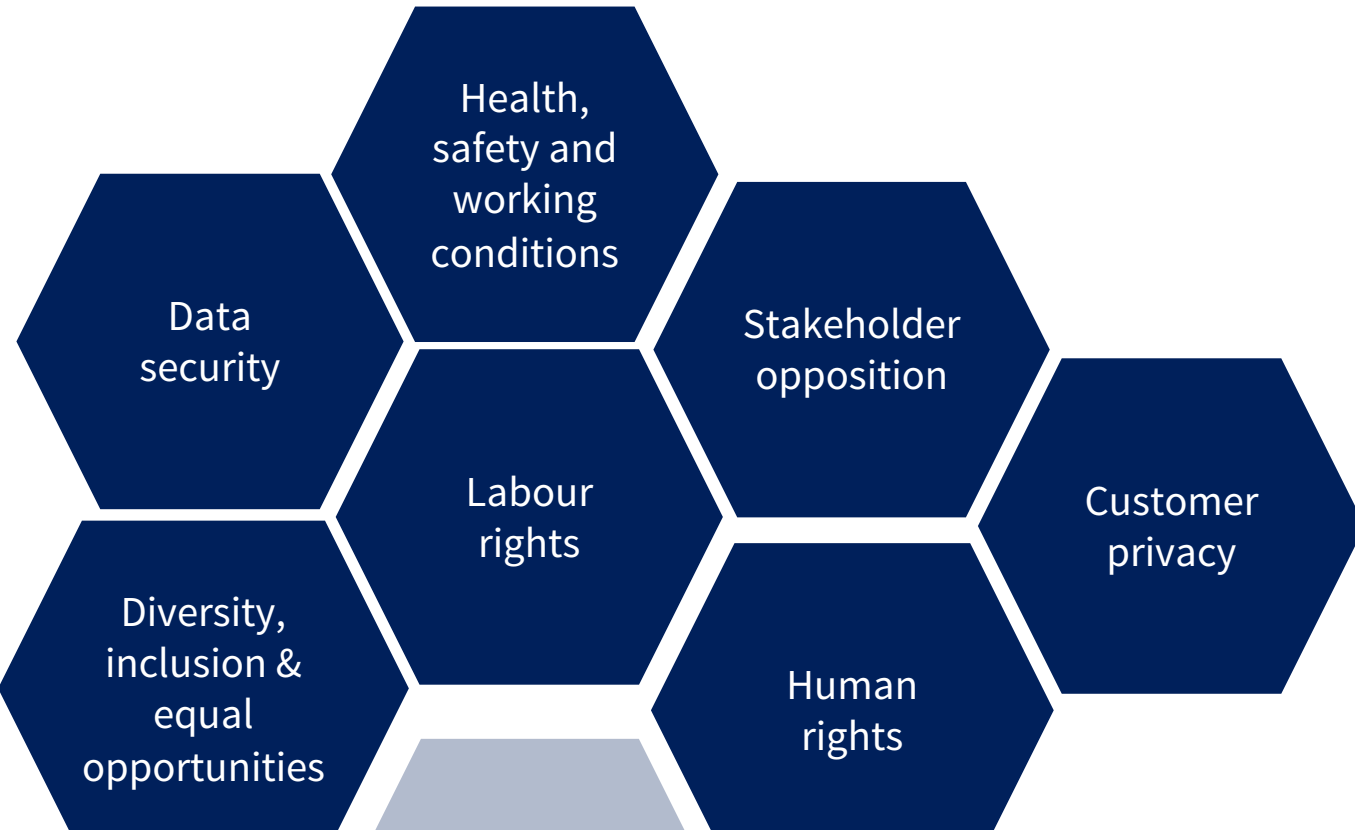 Health,
safety and
working
conditions
Data
security
Stakeholder
opposition
Labour
rights
Customer
privacy
Diversity,
inclusion &
equal
opportunities
Human
rights